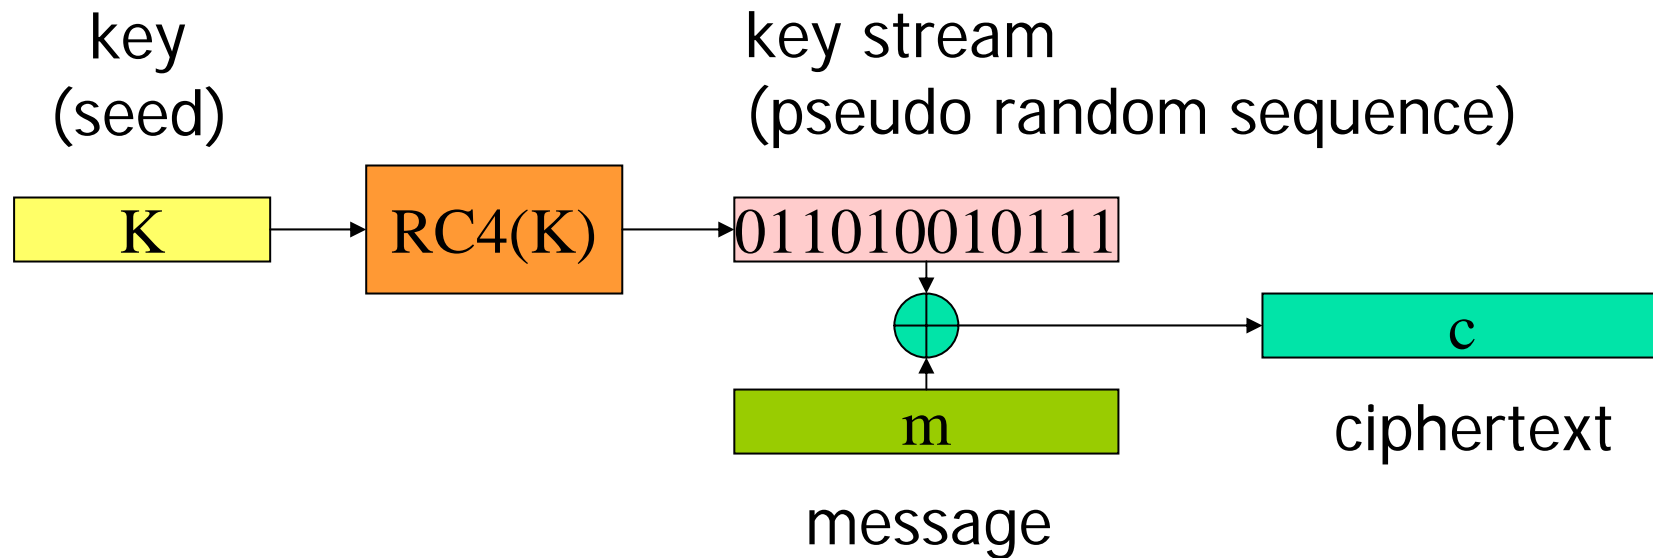 key
(seed)
key stream
(pseudo random sequence)
K
RC4(K)
011010010111
c
m
ciphertext
message